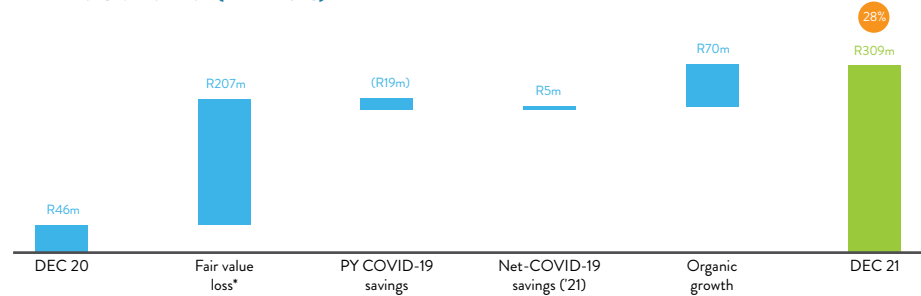 28%
R309m
R70m
R207m
(R19m)
R5m
R46m
DEC 20
Fair value
loss*
PY COVID-19
savings
Net-COVID-19
savings ('21)
Organic
growth
DEC 21